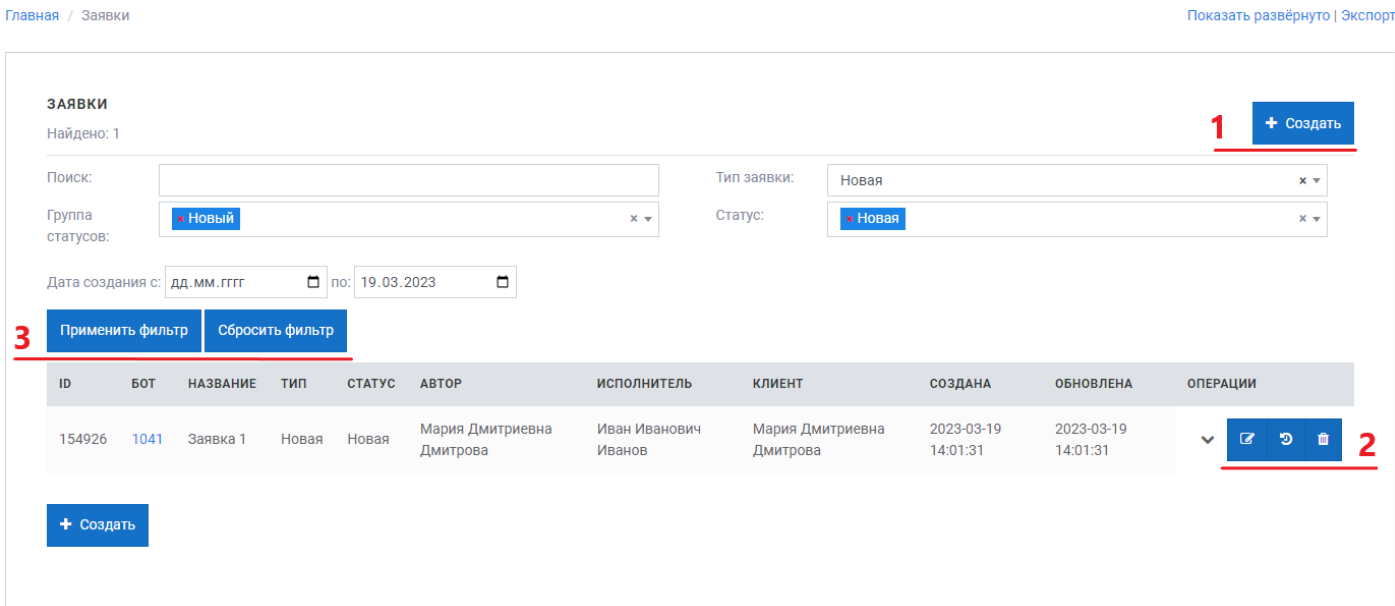 Главная / Заявки
Показать развёрнуто | Экспорт
ЗАЯВКИ
Найдено: 1
1
+ Создать
Поиск:
Тип заявки: Новая × ▾
Группа статусов: × Новый × ▾
Статус: × Новая × ▾
Дата создания с: дд.мм.гггг по: 19.03.2023
3
Применить фильтр Сбросить фильтр
ID БОТ НАЗВАНИЕ ТИП СТАТУС АВТОР ИСПОЛНИТЕЛЬ КЛИЕНТ СОЗДАНА ОБНОВЛЕНА ОПЕРАЦИИ
154926 1041 Заявка 1 Новая Новая Мария Дмитриевна Дмитрова Иван Иванович Иванов Мария Дмитриевна Дмитрова 2023-03-19 14:01:31 2023-03-19 14:01:31
2
+ Создать